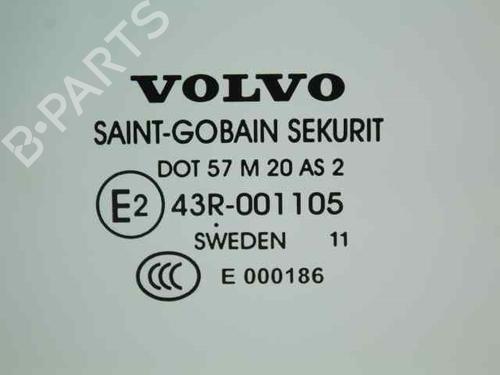 B-PARTS
VOLVO
SAINT-GOBAIN SEKURIT
DOT 57 M 20 AS 2
E2 43R-001105
SWEDEN 11
CCC E 000186